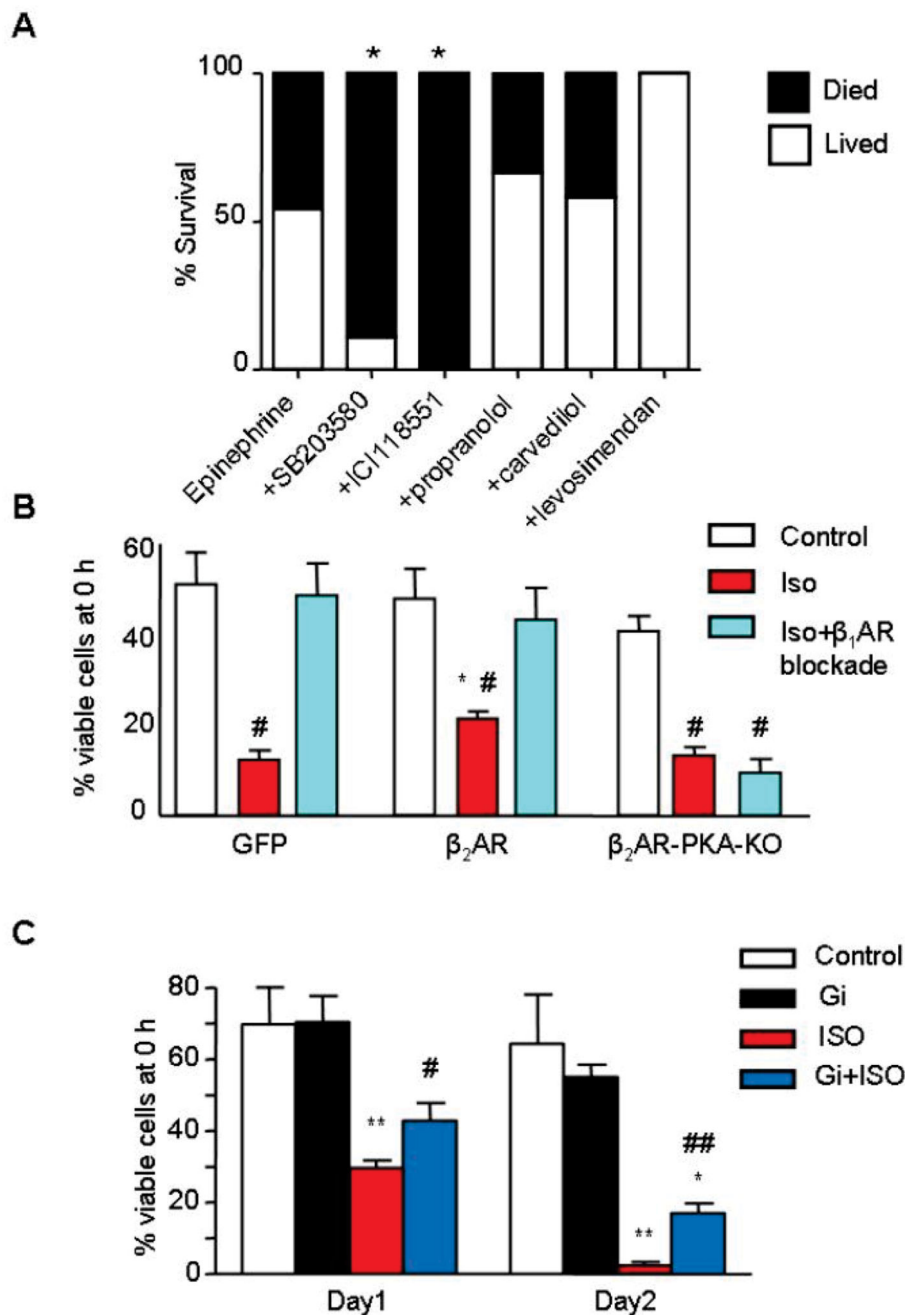 A
* *
100
50
0
% Survival
Died
Lived
Epinephrine
+SB203580
+ICI118551
+propranolol
+carvedilol
+levosimendan
B
60
40
20
0
% viable cells at 0 h
Control
Iso
Iso+β₁AR
blockade
#
* #
# #
GFP β₂AR β₂AR-PKA-KO
C
80
60
40
20
0
% viable cells at 0 h
Control
Gi
ISO
Gi+ISO
** #
##
** *
Day1 Day2